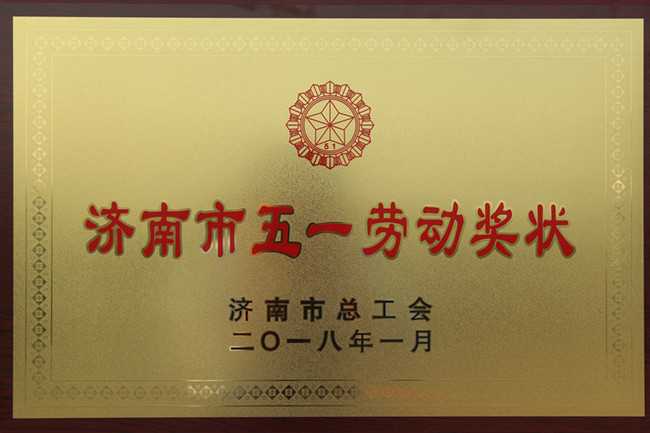 51
济南市五一劳动奖状
济南市总工会
二〇一八年一月